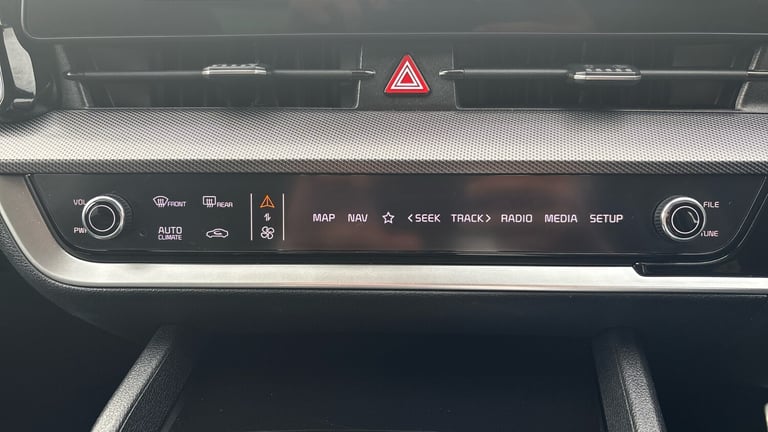 VOL
PWR
FRONT
REAR
AUTO
CLIMATE
MAP NAV <SEEK TRACK> RADIO MEDIA SETUP
FILE
TUNE